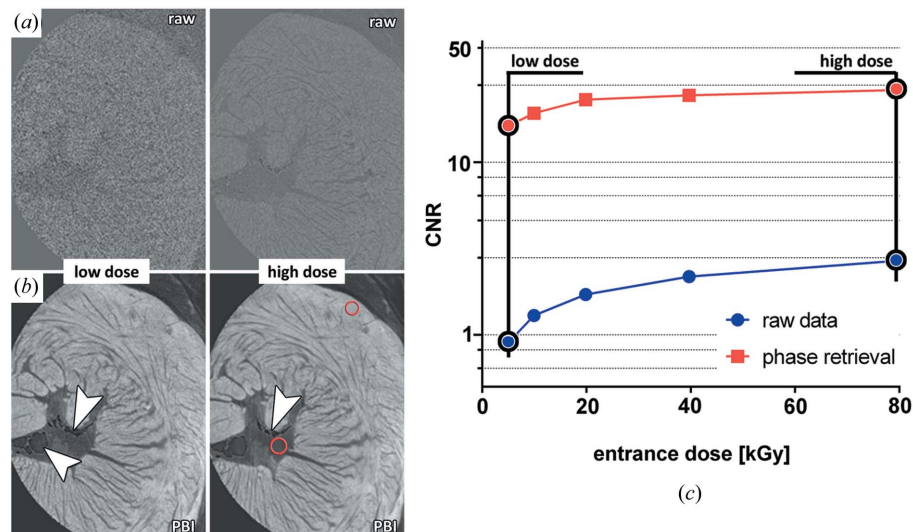 (a)
raw
raw
(b)
low dose
high dose
PBI
PBI
50
10
1
CNR
low dose
high dose
raw data
phase retrieval
0
20
40
60
80
entrance dose [kGy]
(c)